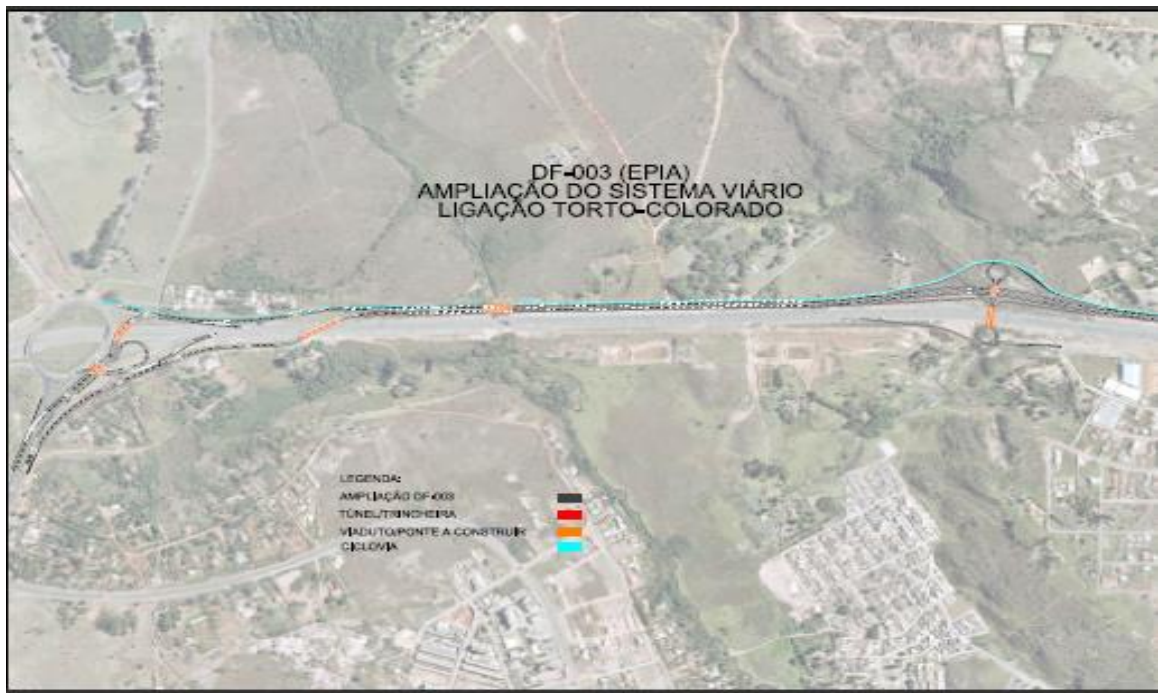 DF-003 (EPIA)
AMPLIAÇÃO DO SISTEMA VIÁRIO
LIGAÇÃO TORTO-COLORADO
LEGENDA:
AMPLIAÇÃO DF-003
TÚNEL/TRINCHEIRA
VIADUTO/PONTE A CONSTRUIR
CICLOVIA